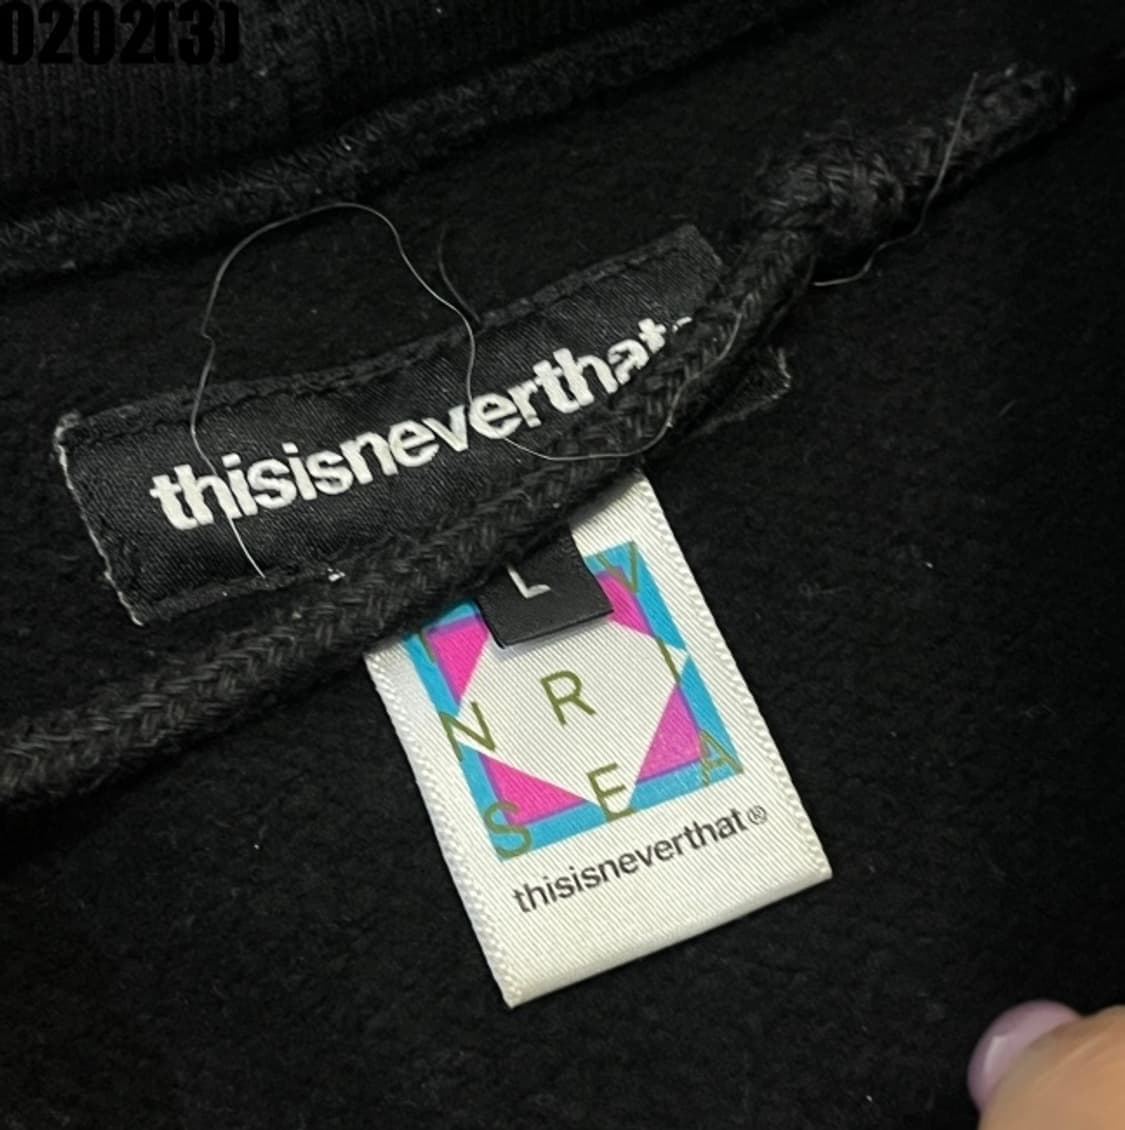 0202(3)
thisisneverthat
L
V
N R I
S E A
thisisneverthat®